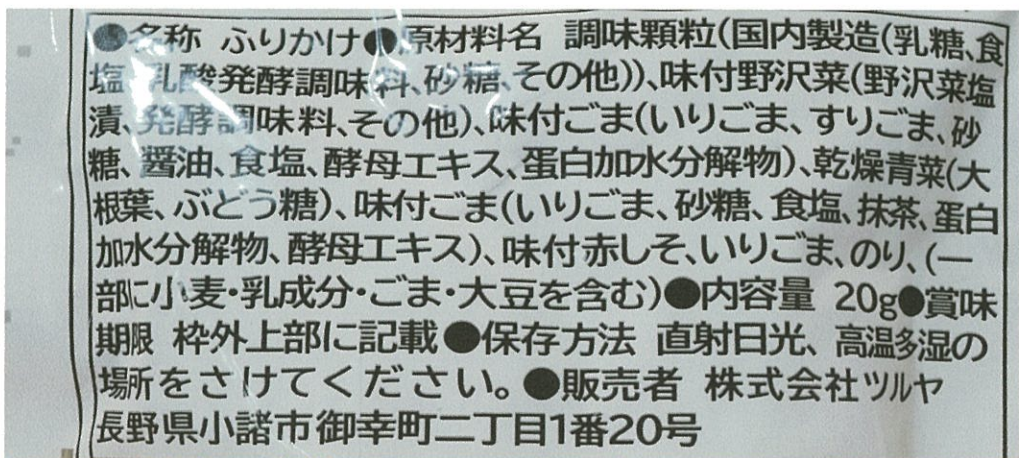 ●名称 ふりかけ●原材料名 調味顆粒(国内製造(乳糖、食
塩、乳酸発酵調味料、砂糖、その他))、味付野沢菜(野沢菜塩
漬、発酵調味料、その他)、味付ごま(いりごま、すりごま、砂
糖、醤油、食塩、酵母エキス、蛋白加水分解物)、乾燥青菜(大
根葉、ぶどう糖)、味付ごま(いりごま、砂糖、食塩、抹茶、蛋白
加水分解物、酵母エキス)、味付赤しそ、いりごま、のり、(一
部に小麦・乳成分・ごま・大豆を含む)●内容量 20g●賞味
期限 枠外上部に記載●保存方法 直射日光、高温多湿の
場所をさけてください。●販売者 株式会社ツルヤ
長野県小諸市御幸町二丁目1番20号